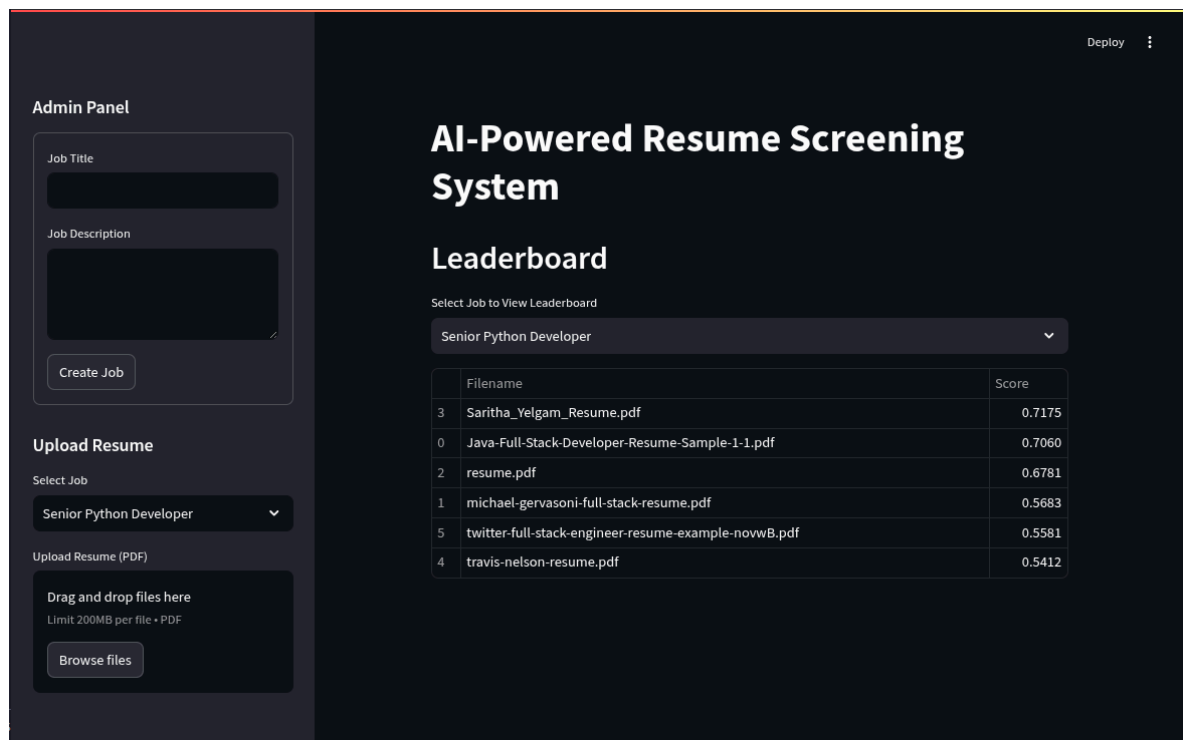 Deploy
Admin Panel
Job Title
Job Description
Create Job
Upload Resume
Select Job
Senior Python Developer
Upload Resume (PDF)
Drag and drop files here
Limit 200MB per file • PDF
Browse files
AI-Powered Resume Screening
System
Leaderboard
Select Job to View Leaderboard
Senior Python Developer
Filename Score
3 Saritha_Yelgam_Resume.pdf 0.7175
0 Java-Full-Stack-Developer-Resume-Sample-1-1.pdf 0.7060
2 resume.pdf 0.6781
1 michael-gervasoni-full-stack-resume.pdf 0.5683
5 twitter-full-stack-engineer-resume-example-novwB.pdf 0.5581
4 travis-nelson-resume.pdf 0.5412